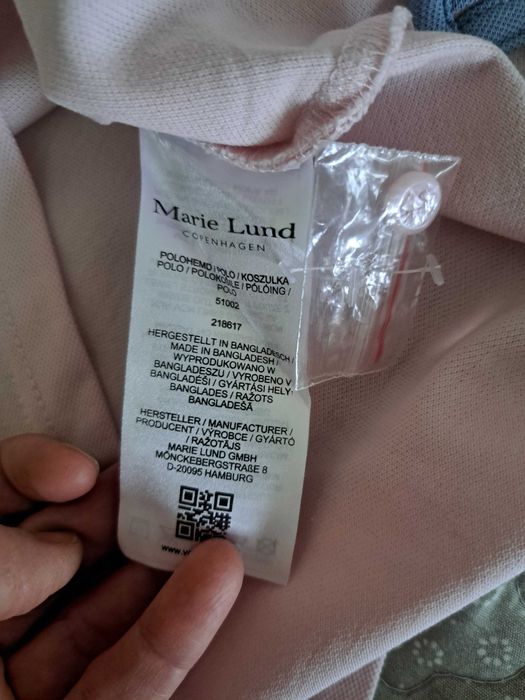 Marie Lund
COPENHAGEN
POLOHEMD / POLO / KOSZULKA
POLO / POLOKOŠILE / PÓLÓING /
POLO
51002
218617
HERGESTELLT IN BANGLADESCH /
MADE IN BANGLADESH /
WYPRODUKOWANO W
BANGLADESZU / VYROBENO V
BANGLADÉŠI / GYÁRTÁSI HELY:
BANGLADES / RAŽOTS
BANGLADEŠĀ
HERSTELLER / MANUFACTURER /
PRODUCENT / VÝROBCE / GYÁRTÓ
/ RAŽOTĀJS
MARIE LUND GMBH
MÖNCKEBERGSTRAßE 8
D-20095 HAMBURG